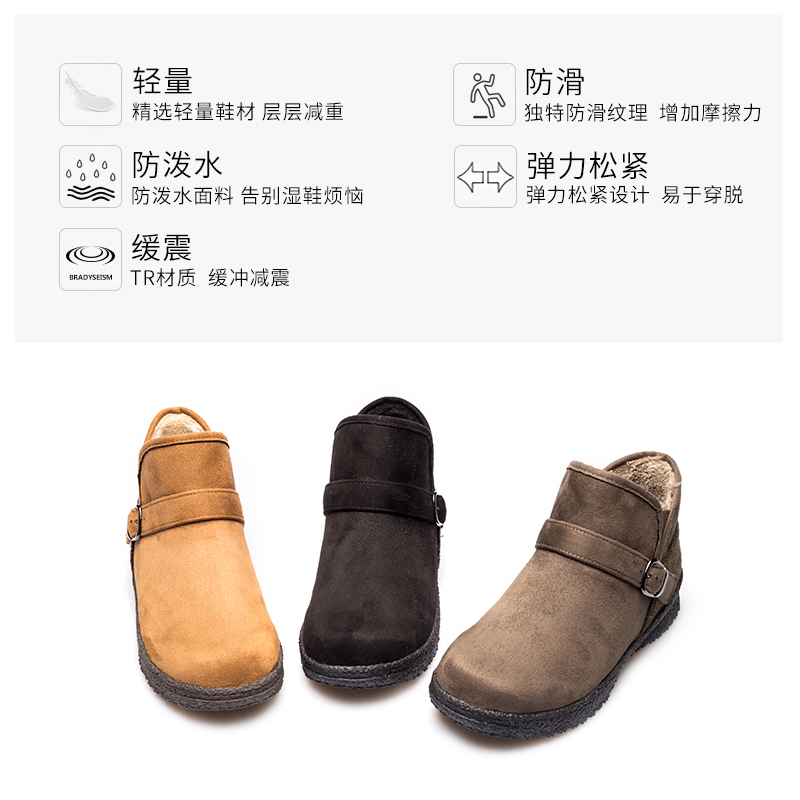 轻量
精选轻量鞋材 层层减重
防滑
独特防滑纹理 增加摩擦力
防泼水
防泼水面料 告别湿鞋烦恼
弹力松紧
弹力松紧设计 易于穿脱
BRADYSEISM
缓震
TR材质 缓冲减震